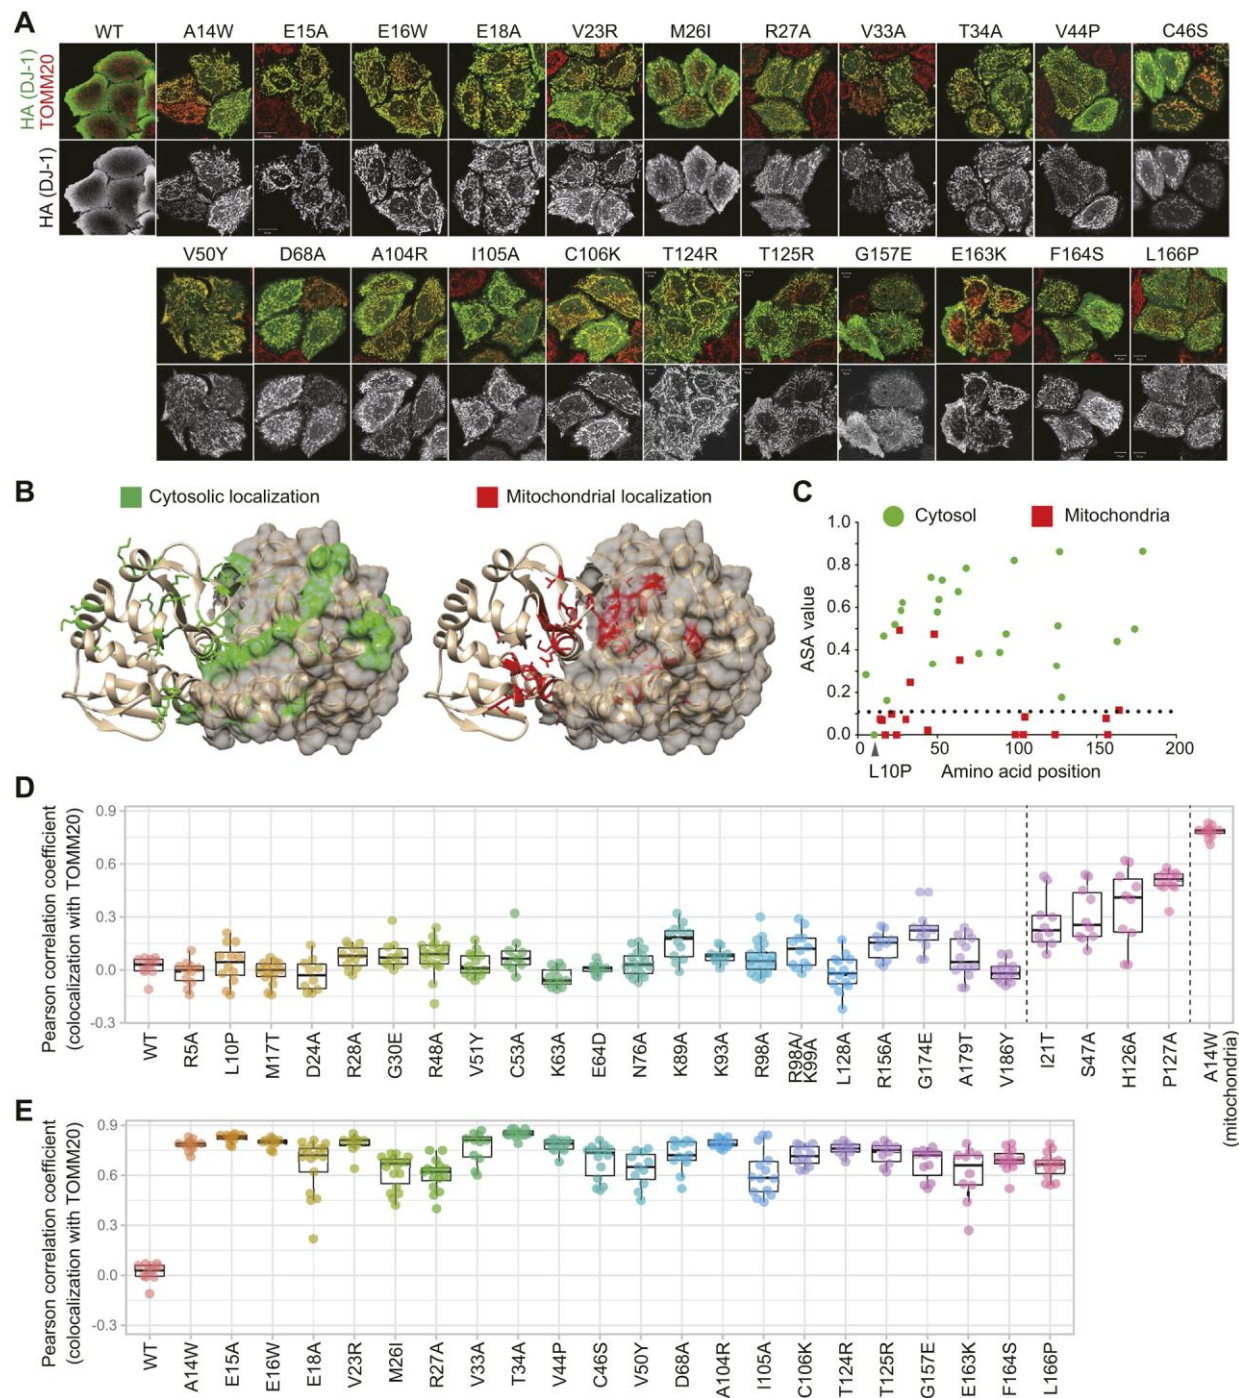 A
WT A14W E15A E16W E18A V23R M26I R27A V33A T34A V44P C46S
HA (DJ-1)
TOMM20
HA (DJ-1)
V50Y D68A A104R I105A C106K T124R T125R G157E E163K F164S L166P
B
Cytosolic localization
Mitochondrial localization
C
Cytosol
Mitochondria
ASA value
1.0
0.8
0.6
0.4
0.2
0.0
0 50 100 150 200
L10P
Amino acid position
D
Pearson correlation coefficient
(colocalization with TOMM20)
0.9
0.6
0.3
0.0
-0.3
WT R5A L10P M17T D24A R28A G30E R48A V51Y C53A K63A E64D N76A K89A K93A R98A R98A/K99A L128A R156A G174E A179T V186Y I21T S47A H126A P127A A14W
(mitochondria)
E
Pearson correlation coefficient
(colocalization with TOMM20)
0.9
0.6
0.3
0.0
-0.3
WT A14W E15A E16W E18A V23R M26I R27A V33A T34A V44P C46S V50Y D68A A104R I105A C106K T124R T125R G157E E163K F164S L166P